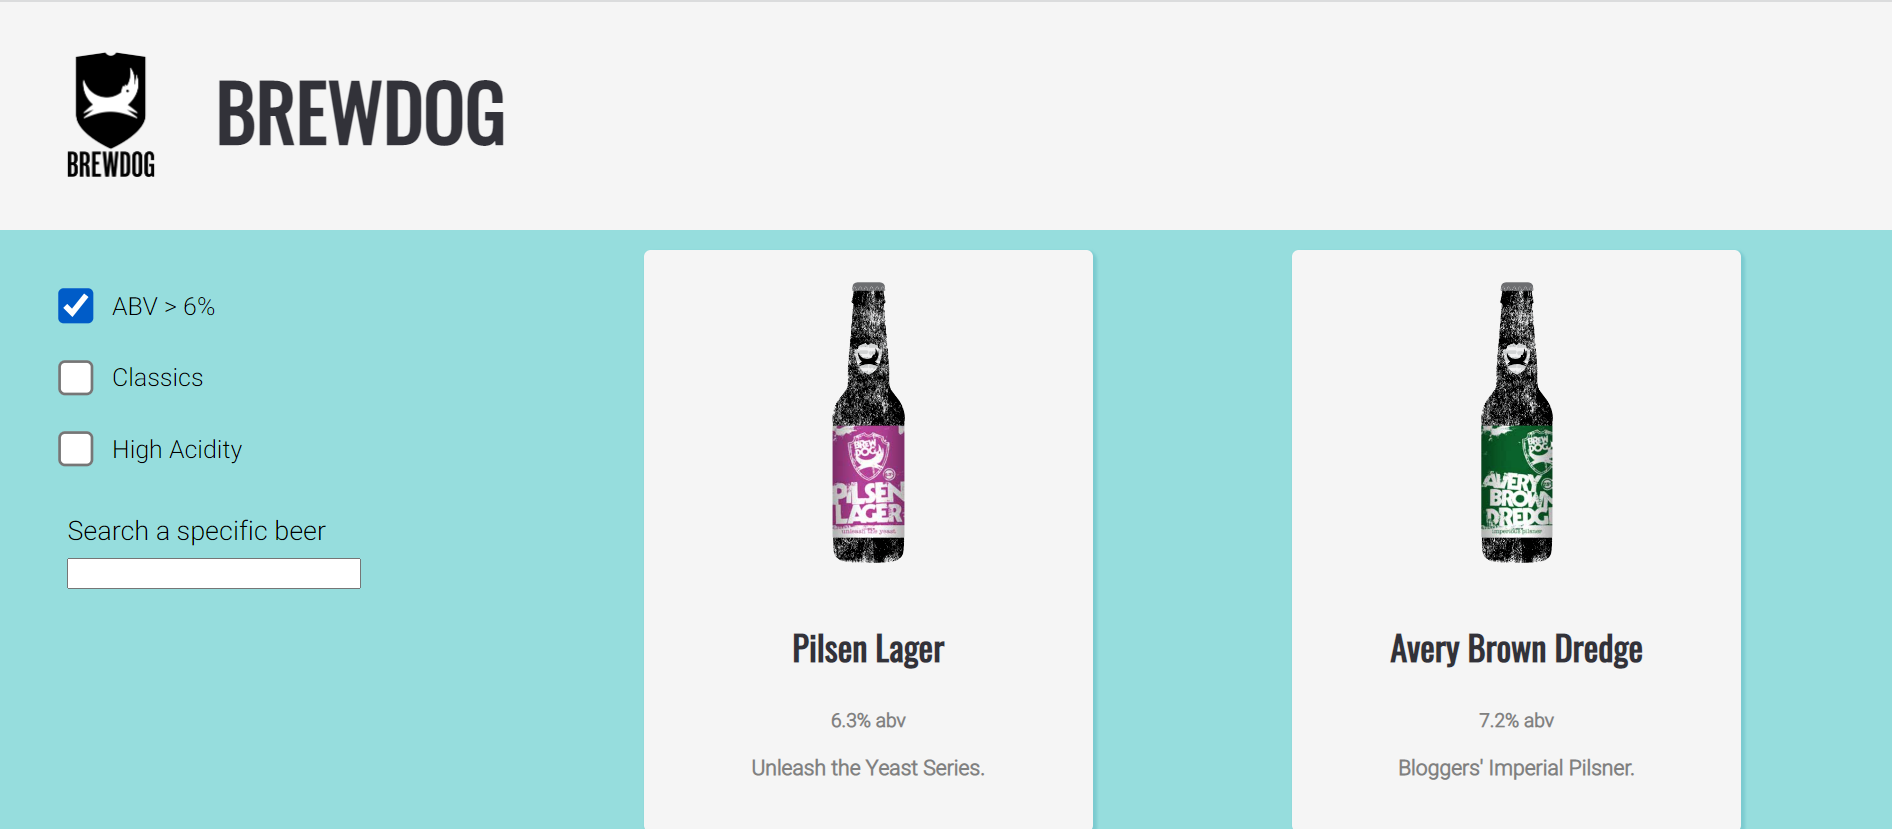 BREWDOG
BREWDOG
ABV > 6%
Classics
High Acidity
Search a specific beer
BREW
DOG
PILSEN
LAGER
unleash the yeast
Pilsen Lager
6.3% abv
Unleash the Yeast Series.
BREW
DOG
AVERY
BROWN
DREDG
imperial pilsner
Avery Brown Dredge
7.2% abv
Bloggers' Imperial Pilsner.